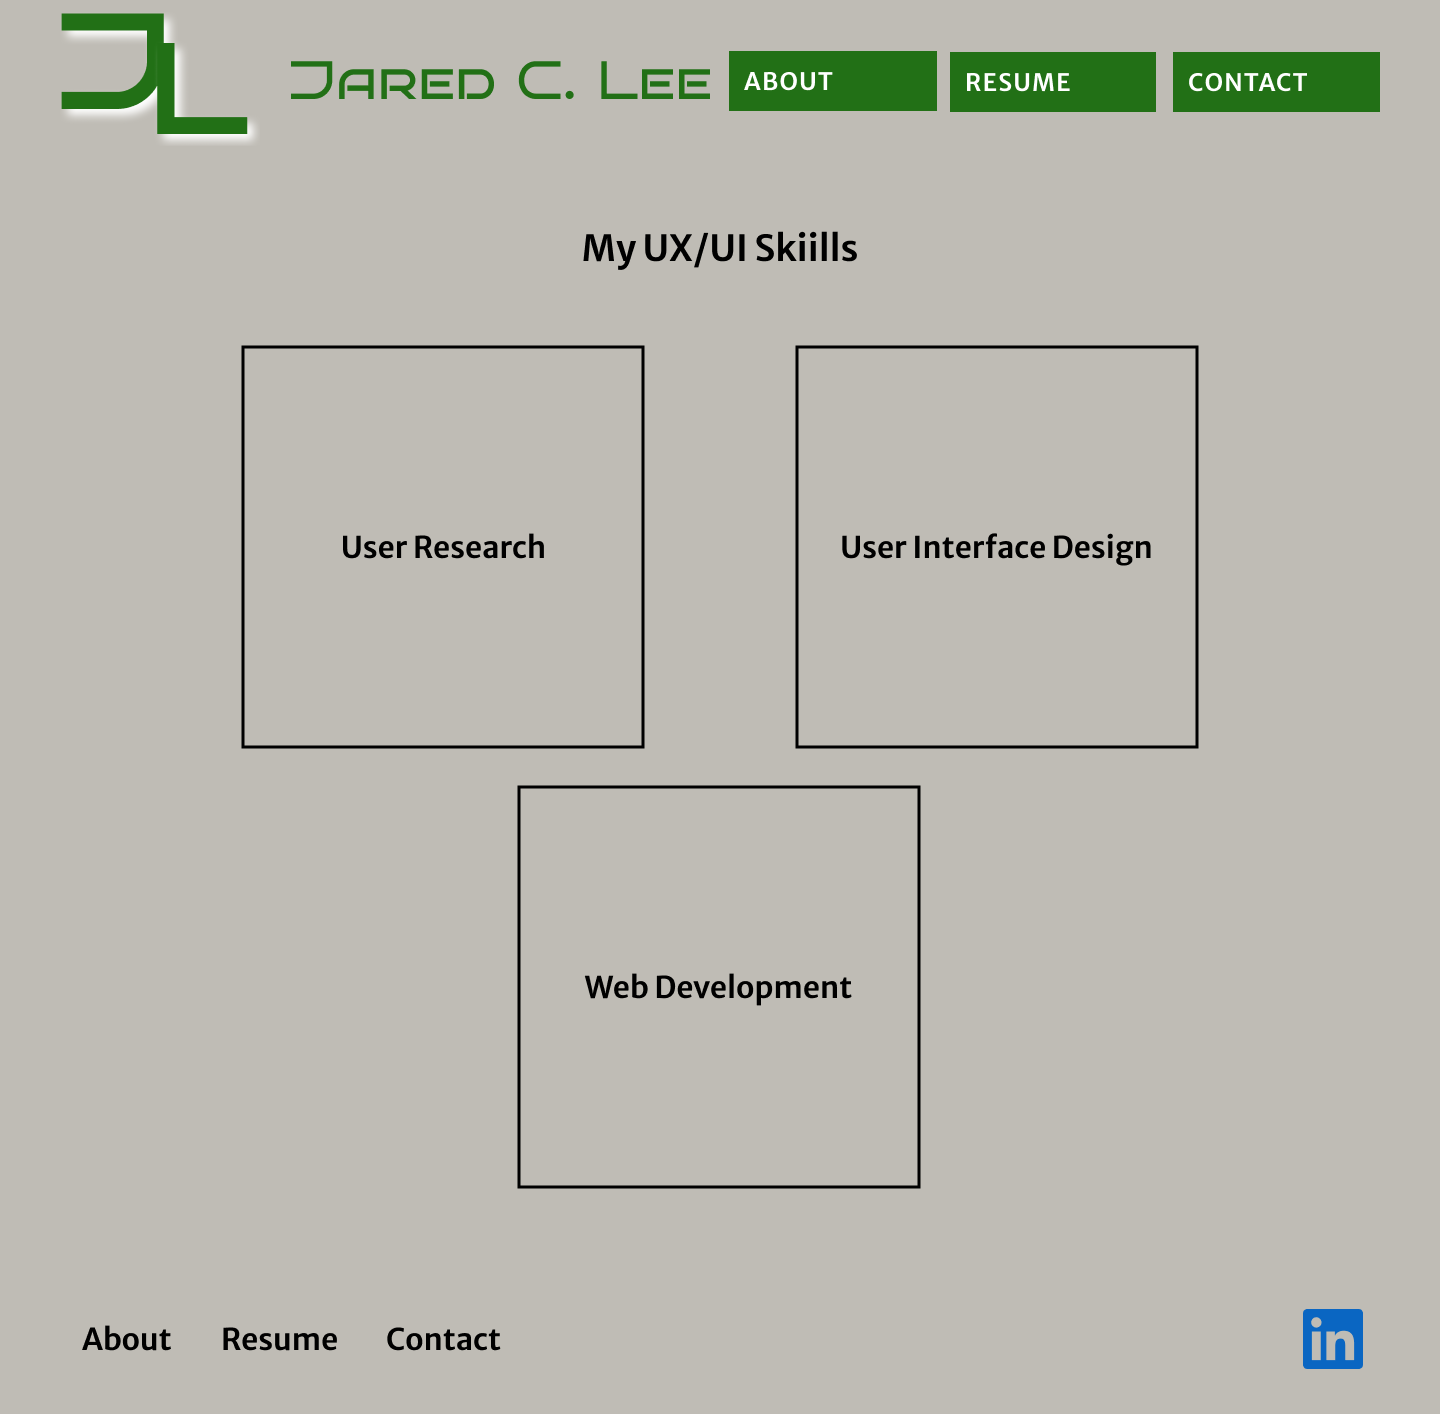 JL
Jared C. Lee
ABOUT
RESUME
CONTACT
My UX/UI Skiills
User Research
User Interface Design
Web Development
About
Resume
Contact
in